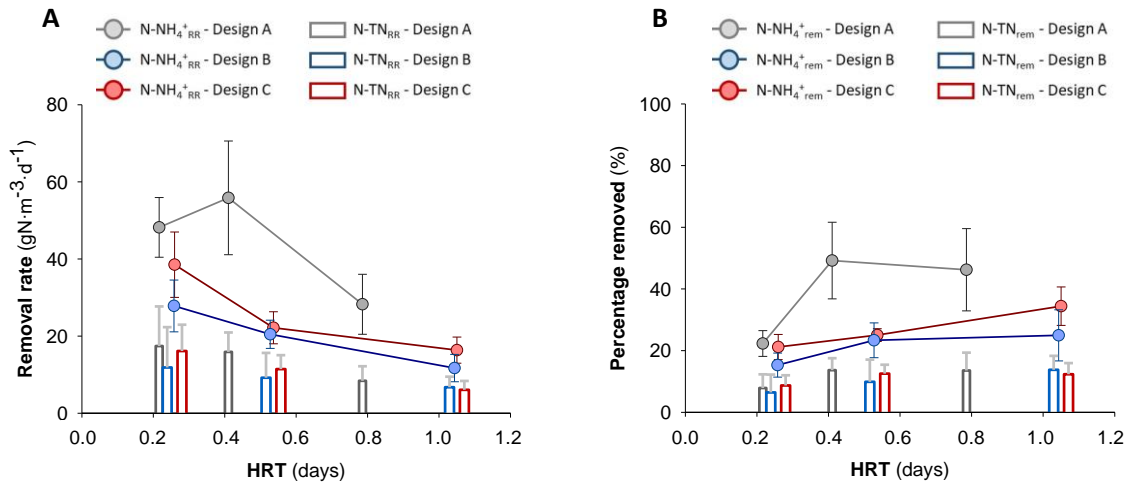 A
N-NH₄⁺RR - Design A
N-TNRR - Design A
N-NH₄⁺RR - Design B
N-TNRR - Design B
N-NH₄⁺RR - Design C
N-TNRR - Design C
80
60
40
20
0
Removal rate (gN·m⁻³·d⁻¹)
0.0 0.2 0.4 0.6 0.8 1.0 1.2
HRT (days)
B
N-NH₄⁺rem - Design A
N-TNrem - Design A
N-NH₄⁺rem - Design B
N-TNrem - Design B
N-NH₄⁺rem - Design C
N-TNrem - Design C
100
80
60
40
20
0
Percentage removed (%)
0.0 0.2 0.4 0.6 0.8 1.0 1.2
HRT (days)